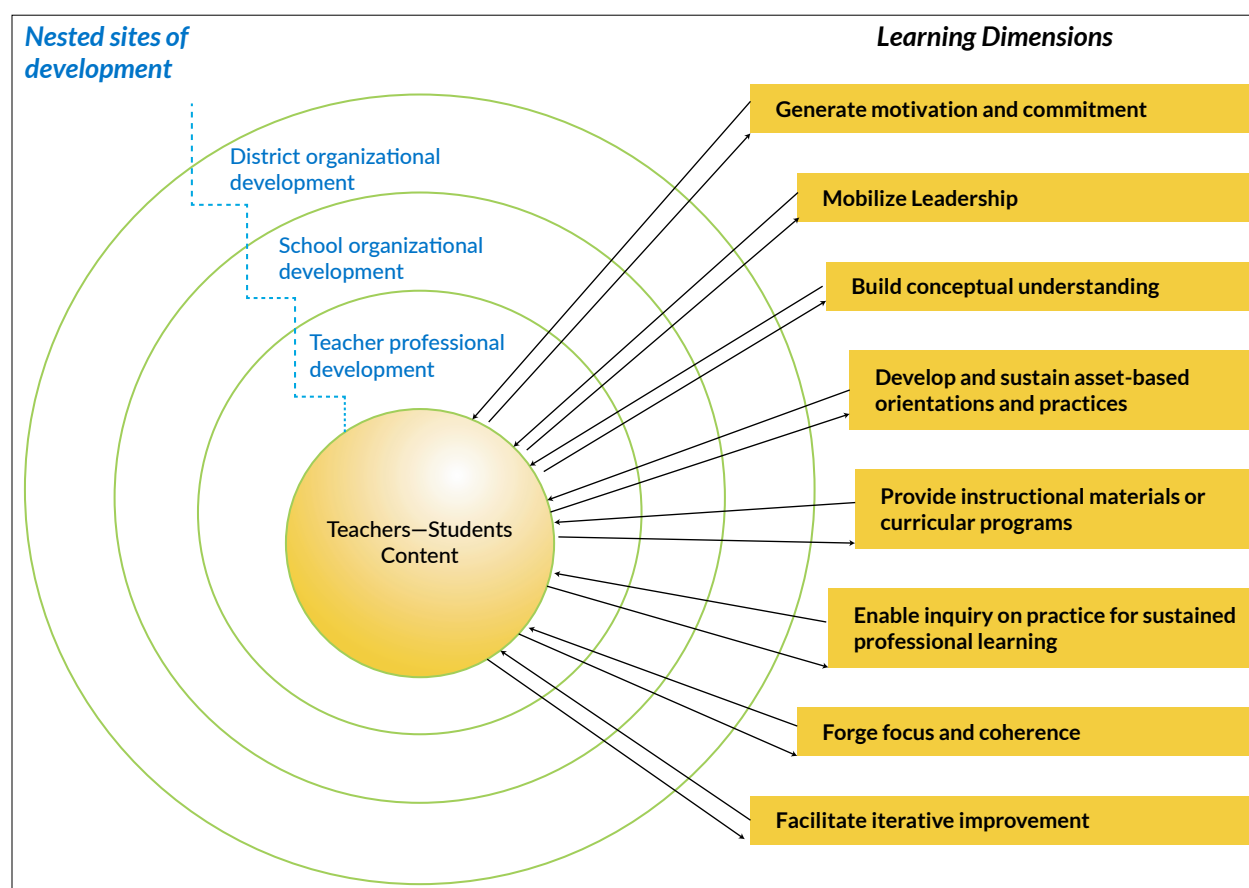 Nested sites of
development
Learning Dimensions
District organizational
development
School organizational
development
Teacher professional
development
Teachers—Students
Content
Generate motivation and commitment
Mobilize Leadership
Build conceptual understanding
Develop and sustain asset-based
orientations and practices
Provide instructional materials or
curricular programs
Enable inquiry on practice for sustained
professional learning
Forge focus and coherence
Facilitate iterative improvement